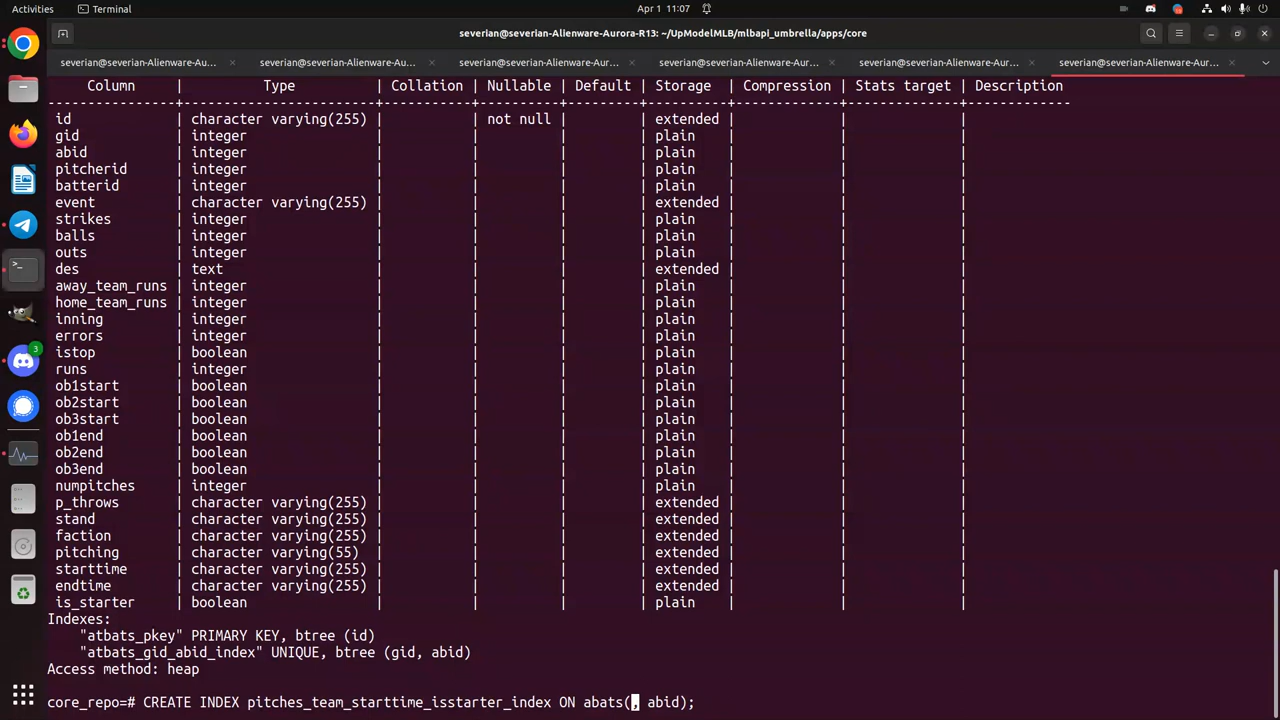 Activities Terminal Apr 1 11:07
severian@severian-Alienware-Aurora-R13: ~/UpModelMLB/mlbapi_umbrella/apps/core
severian@severian-Alienware-Au... severian@severian-Alienware-Aur... severian@severian-Alienware-Aur... severian@severian-Alienware-Aur... severian@severian-Alienware-Aur... severian@severian-Alienware-Aur...
Column | Type | Collation | Nullable | Default | Storage | Compression | Stats target | Description
----------------+------------------------+-----------+----------+---------+----------+-------------+--------------+-------------
id | character varying(255) | | not null | | extended | | |
gid | integer | | | | plain | | |
abid | integer | | | | plain | | |
pitcherid | integer | | | | plain | | |
batterid | integer | | | | plain | | |
event | character varying(255) | | | | extended | | |
strikes | integer | | | | plain | | |
balls | integer | | | | plain | | |
outs | integer | | | | plain | | |
des | text | | | | extended | | |
away_team_runs | integer | | | | plain | | |
home_team_runs | integer | | | | plain | | |
inning | integer | | | | plain | | |
errors | integer | | | | plain | | |
istop | boolean | | | | plain | | |
runs | integer | | | | plain | | |
ob1start | boolean | | | | plain | | |
ob2start | boolean | | | | plain | | |
ob3start | boolean | | | | plain | | |
ob1end | boolean | | | | plain | | |
ob2end | boolean | | | | plain | | |
ob3end | boolean | | | | plain | | |
numpitches | integer | | | | plain | | |
p_throws | character varying(255) | | | | extended | | |
stand | character varying(255) | | | | extended | | |
faction | character varying(255) | | | | extended | | |
pitching | character varying(55) | | | | extended | | |
starttime | character varying(255) | | | | extended | | |
endtime | character varying(255) | | | | extended | | |
is_starter | boolean | | | | plain | | |
Indexes:
"atbats_pkey" PRIMARY KEY, btree (id)
"atbats_gid_abid_index" UNIQUE, btree (gid, abid)
Access method: heap
core_repo=# CREATE INDEX pitches_team_starttime_isstarter_index ON abats(, abid);
3